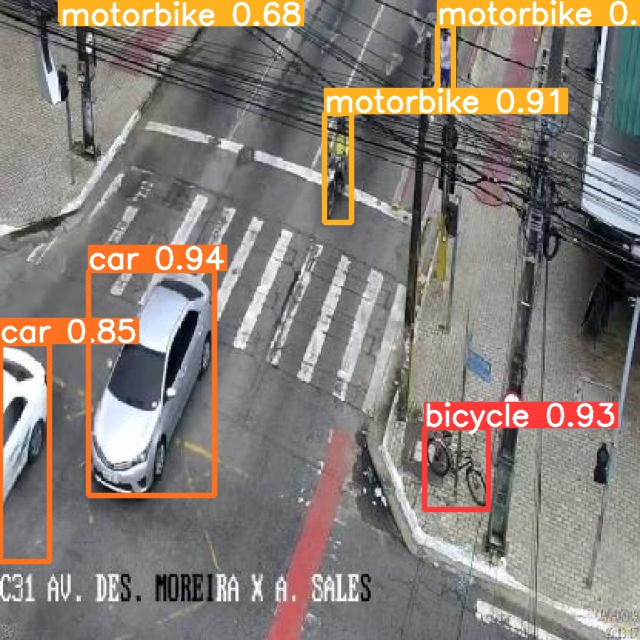 motorbike 0.68
motorbike 0.
motorbike 0.91
car 0.94
car 0.85
bicycle 0.93
C31 AV. DES. MOREIRA X A. SALES